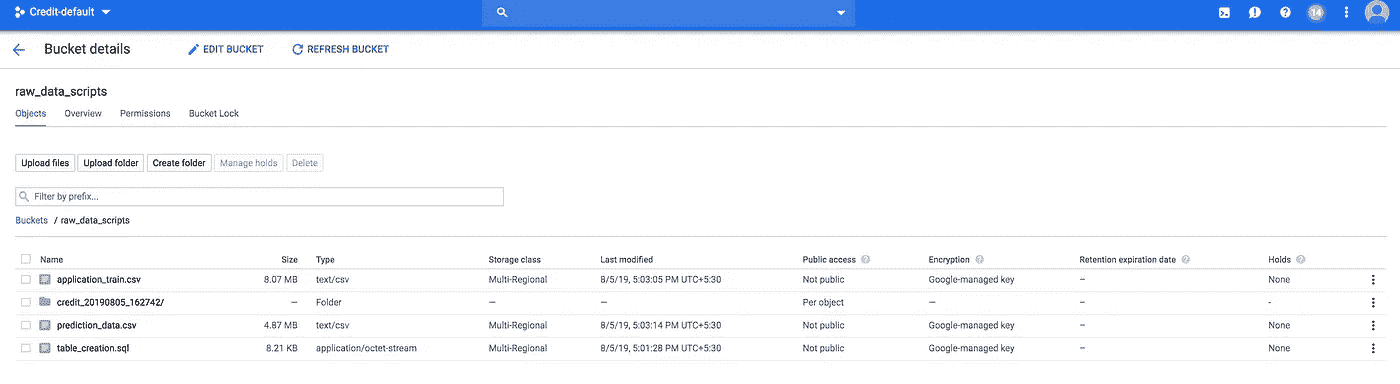 Credit-default
14
Bucket details EDIT BUCKET REFRESH BUCKET
raw_data_scripts
Objects Overview Permissions Bucket Lock
Upload files Upload folder Create folder Manage holds Delete
Filter by prefix...
Buckets / raw_data_scripts
Name Size Type Storage class Last modified Public access Encryption Retention expiration date Holds
application_train.csv 8.07 MB text/csv Multi-Regional 8/5/19, 5:03:05 PM UTC+5:30 Not public Google-managed key – None
credit_20190805_162742/ — Folder — — Per object — – -
prediction_data.csv 4.87 MB text/csv Multi-Regional 8/5/19, 5:03:14 PM UTC+5:30 Not public Google-managed key – None
table_creation.sql 8.21 KB application/octet-stream Multi-Regional 8/5/19, 5:01:28 PM UTC+5:30 Not public Google-managed key – None